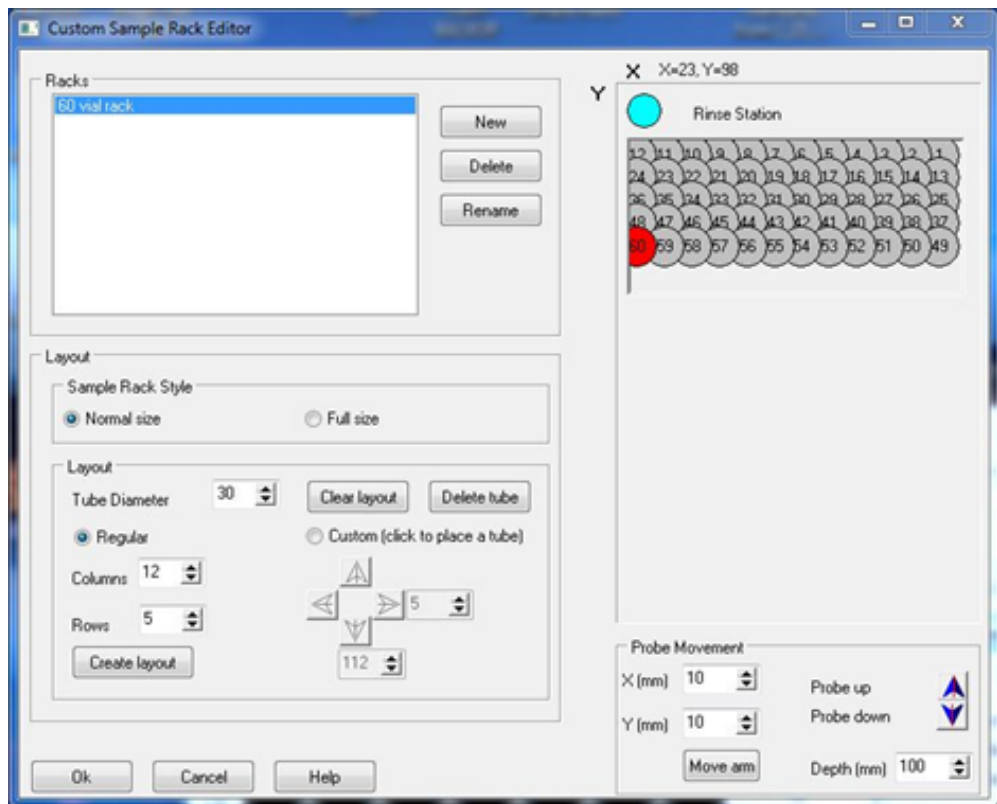 Custom Sample Rack Editor
Racks
60 vial rack
New
Delete
Rename
Layout
Sample Rack Style
Normal size
Full size
Layout
Tube Diameter 30
Clear layout
Delete tube
Regular
Custom (click to place a tube)
Columns 12
5
Rows 5
Create layout
112
Ok
Cancel
Help
X X=23, Y=98
Y
Rinse Station
12 11 10 9 8 7 6 5 4 3 2 1
24 23 22 21 20 19 18 17 16 15 14 13
36 35 34 33 32 31 30 29 28 27 26 25
48 47 46 45 44 43 42 41 40 39 38 37
60 59 58 57 56 55 54 53 52 51 50 49
Probe Movement
X (mm) 10
Probe up
Y (mm) 10
Probe down
Move arm
Depth (mm) 100